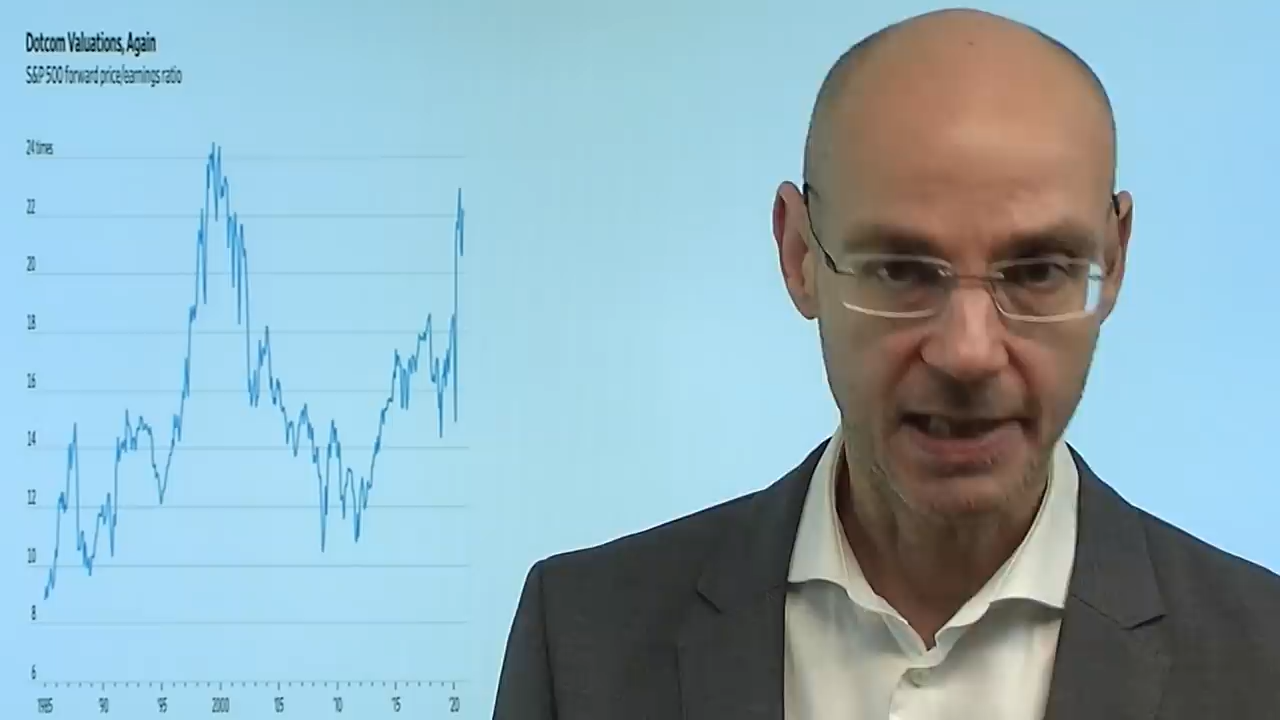 Dotcom Valuations, Again
S&P 500 forward price/earnings ratio
24 times
22
20
18
16
14
12
10
8
6
1985 '90 '95 2000 '05 '10 '15 '20